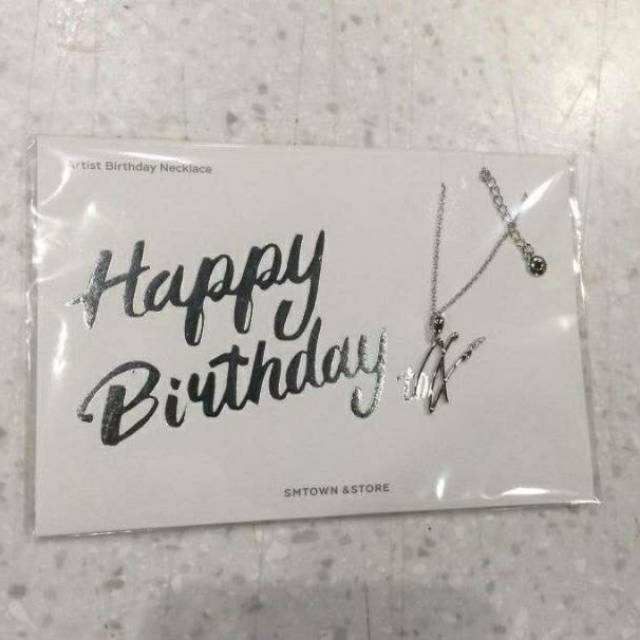 Artist Birthday Necklace
Happy
Birthday
SMTOWN &STORE